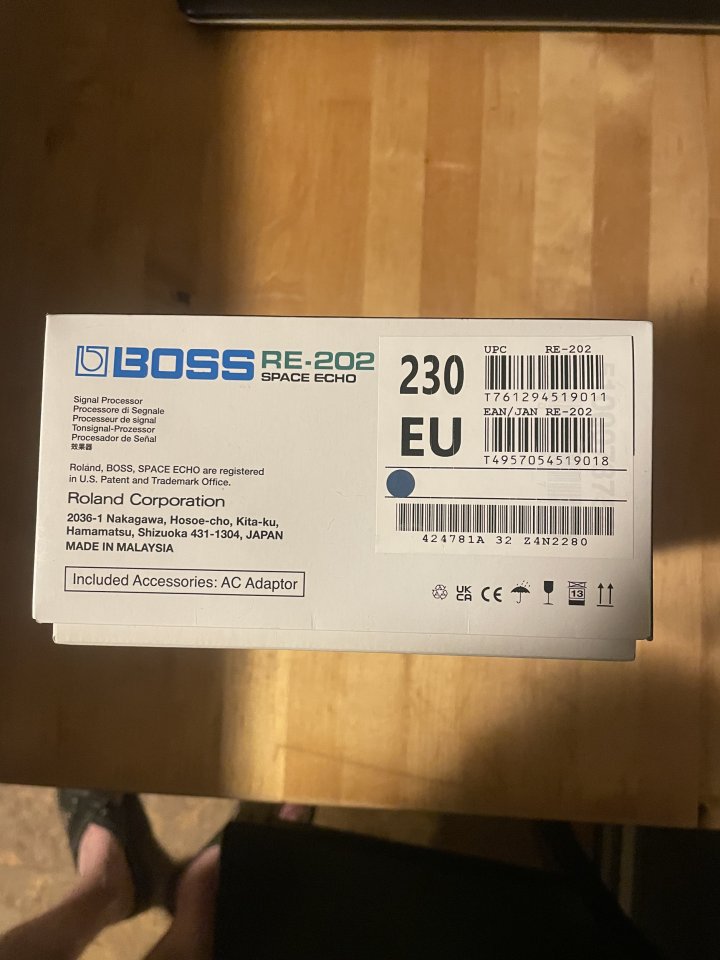 BOSS RE-202
SPACE ECHO
Signal Processor
Processore di Segnale
Processeur de signal
Tonsignal-Prozessor
Procesador de Señal
效果器
Roland, BOSS, SPACE ECHO are registered
in U.S. Patent and Trademark Office.
Roland Corporation
2036-1 Nakagawa, Hosoe-cho, Kita-ku,
Hamamatsu, Shizuoka 431-1304, JAPAN
MADE IN MALAYSIA
Included Accessories: AC Adaptor
230
EU
UPC RE-202
T761294519011
EAN/JAN RE-202
T4957054519018
424781A 32 Z4N2280
UK
CA
CE
13